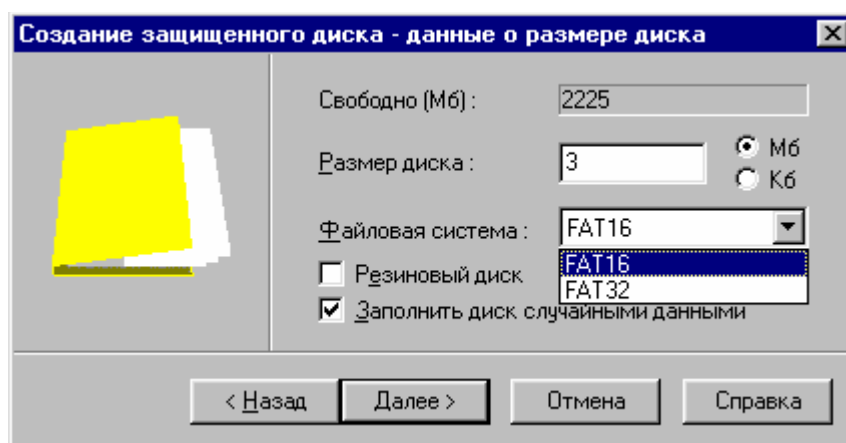 Создание защищенного диска - данные о размере диска
Свободно (Мб) : 2225
Размер диска : 3 Мб
Кб
Файловая система : FAT16
FAT16
Резиновый диск
FAT32
Заполнить диск случайными данными
< Назад Далее > Отмена Справка